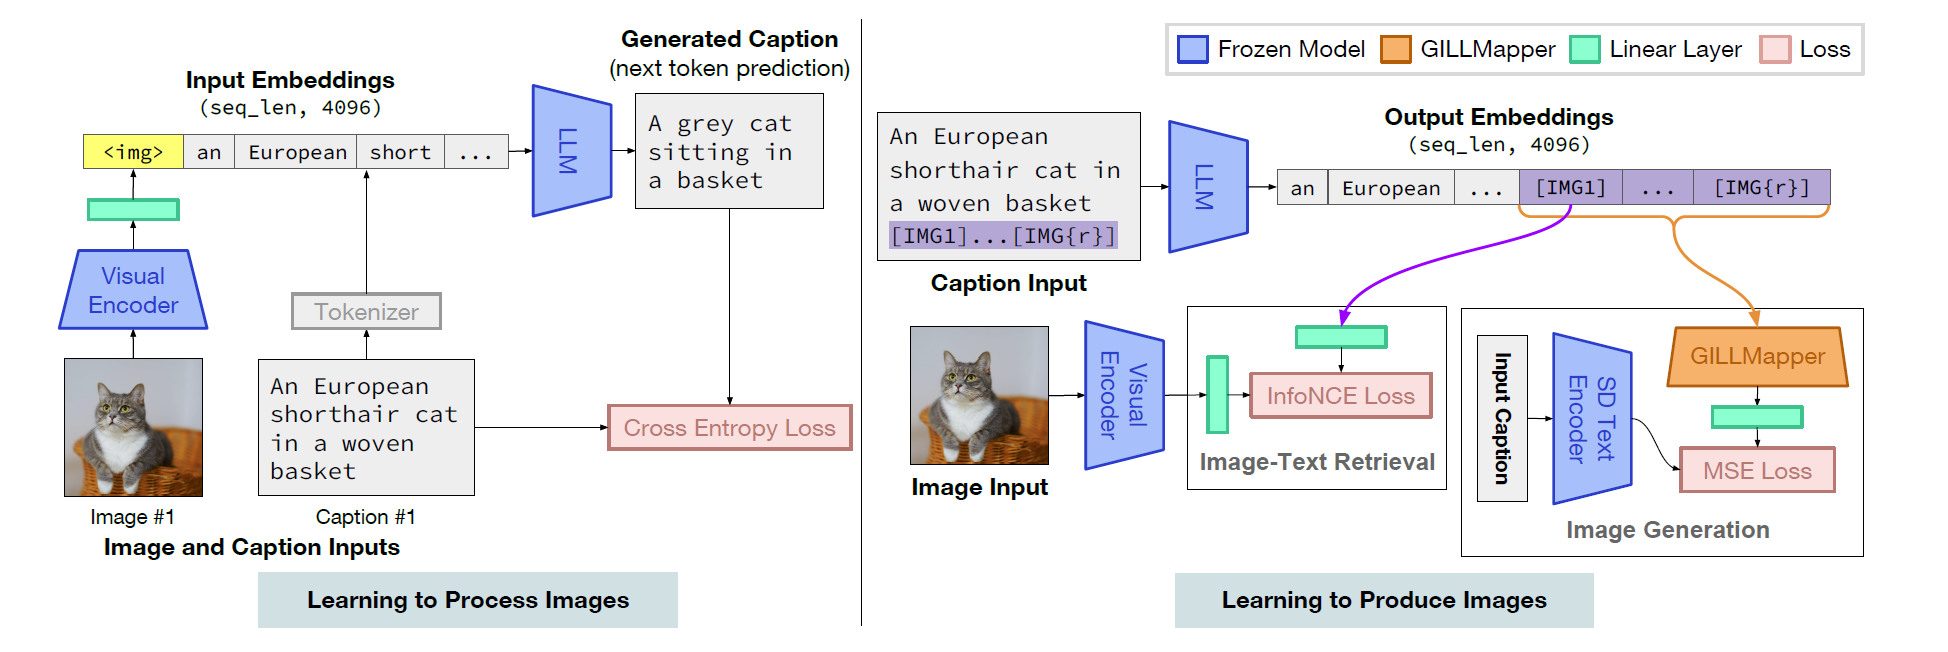 Input Embeddings
(seq_len, 4096)
<img> an European short ...
LLM
Generated Caption
(next token prediction)
A grey cat
sitting in
a basket
Visual
Encoder
Tokenizer
An European
shorthair cat
in a woven
basket
Cross Entropy Loss
Image #1
Caption #1
Image and Caption Inputs
Learning to Process Images
Frozen Model
GILLMapper
Linear Layer
Loss
An European
shorthair cat in
a woven basket
[IMG1]...[IMG{r}]
Caption Input
LLM
Output Embeddings
(seq_len, 4096)
an European ... [IMG1] ... [IMG{r}]
Image Input
Visual
Encoder
InfoNCE Loss
Image-Text Retrieval
Input Caption
SD Text
Encoder
GILLMapper
MSE Loss
Image Generation
Learning to Produce Images